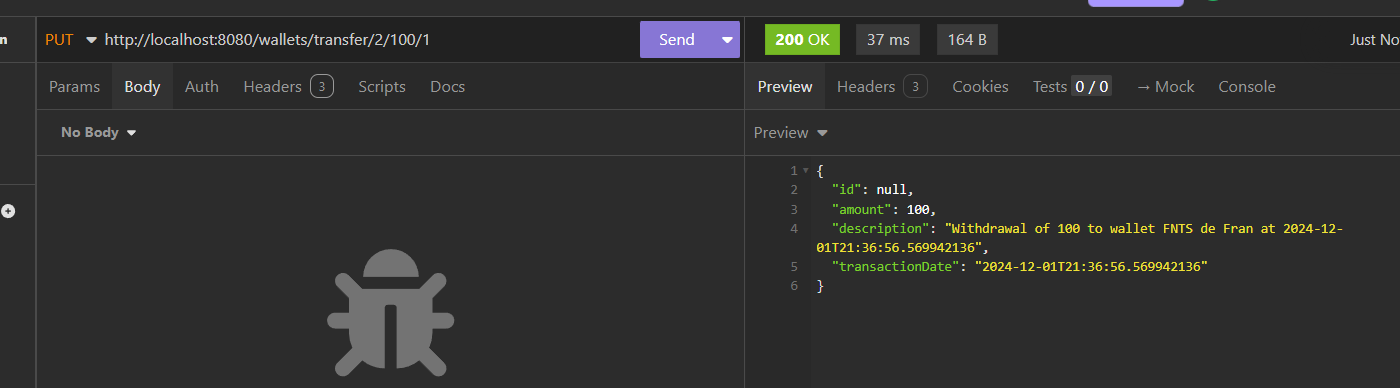 n
PUT http://localhost:8080/wallets/transfer/2/100/1 Send
200 OK 37 ms 164 B Just No
Params Body Auth Headers 3 Scripts Docs
Preview Headers 3 Cookies Tests 0 / 0 → Mock Console
No Body
Preview
1 {
2 "id": null,
3 "amount": 100,
4 "description": "Withdrawal of 100 to wallet FNTS de Fran at 2024-12-
01T21:36:56.569942136",
5 "transactionDate": "2024-12-01T21:36:56.569942136"
6 }